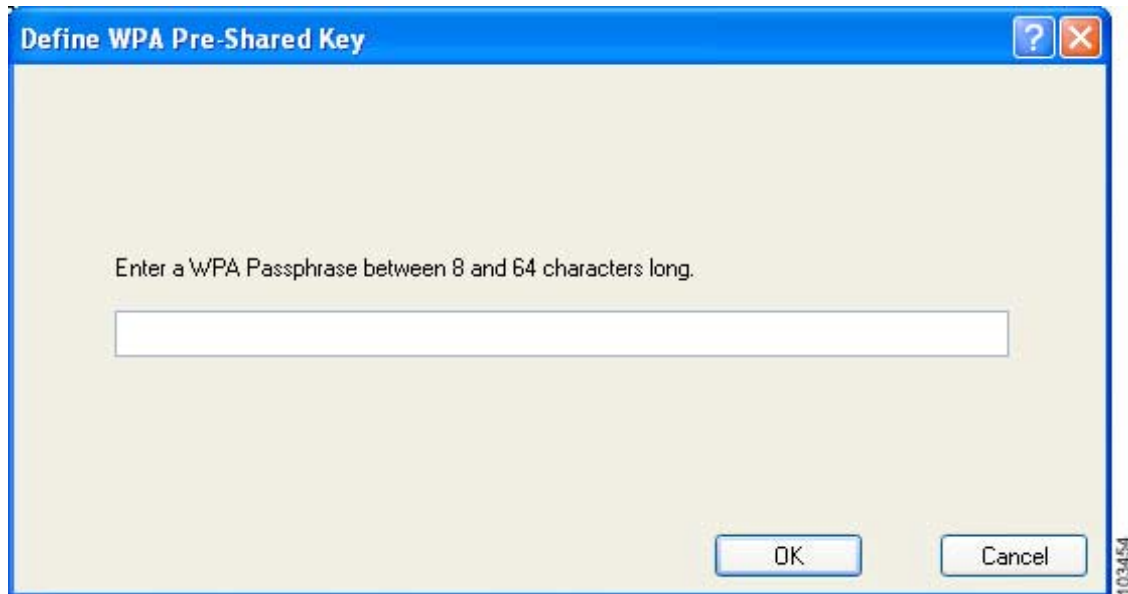 Define WPA Pre-Shared Key
?
Enter a WPA Passphrase between 8 and 64 characters long.
OK
Cancel
103454